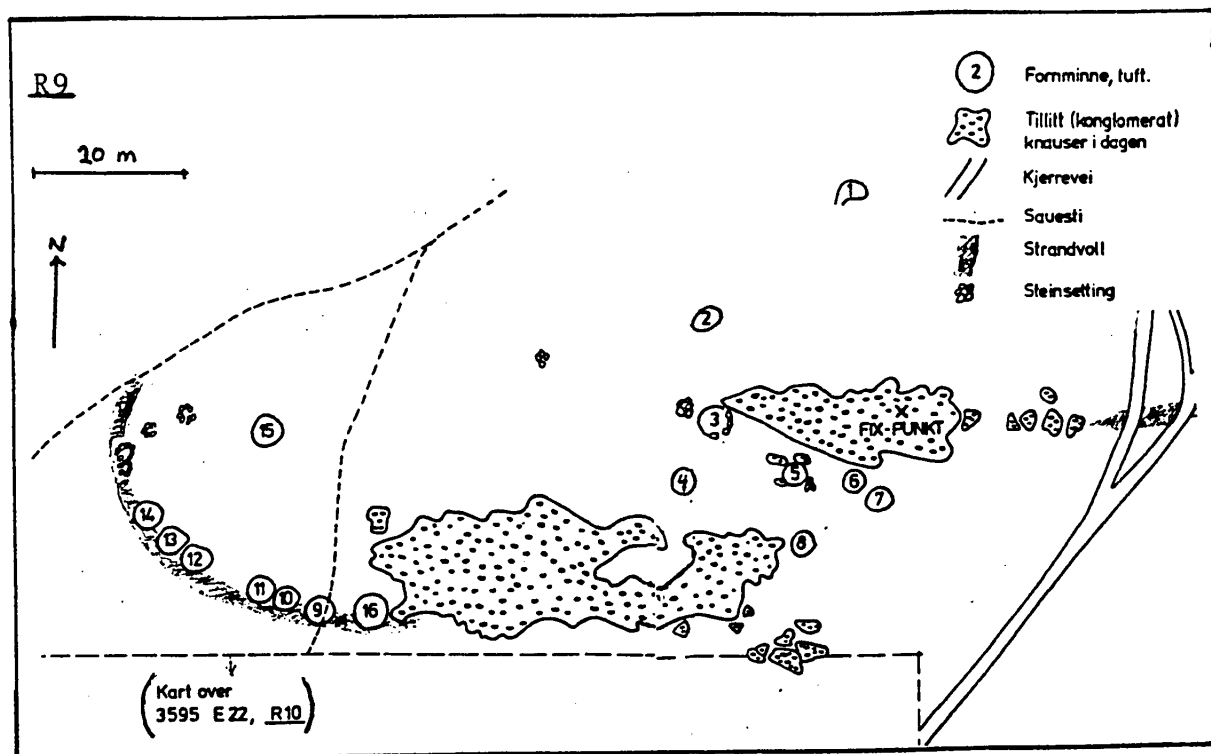 R9
20 m
N
2 Fornminne, tuft.
Tillitt (konglomerat)
knauser i dagen
Kjerrevei
Sauesti
Strandvoll
Steinsetting
1
2
3
X
FIX-PUNKT
15
4
5
6
7
14
13
12
8
11
10
9
16
(Kart over
3595 E22, R10)